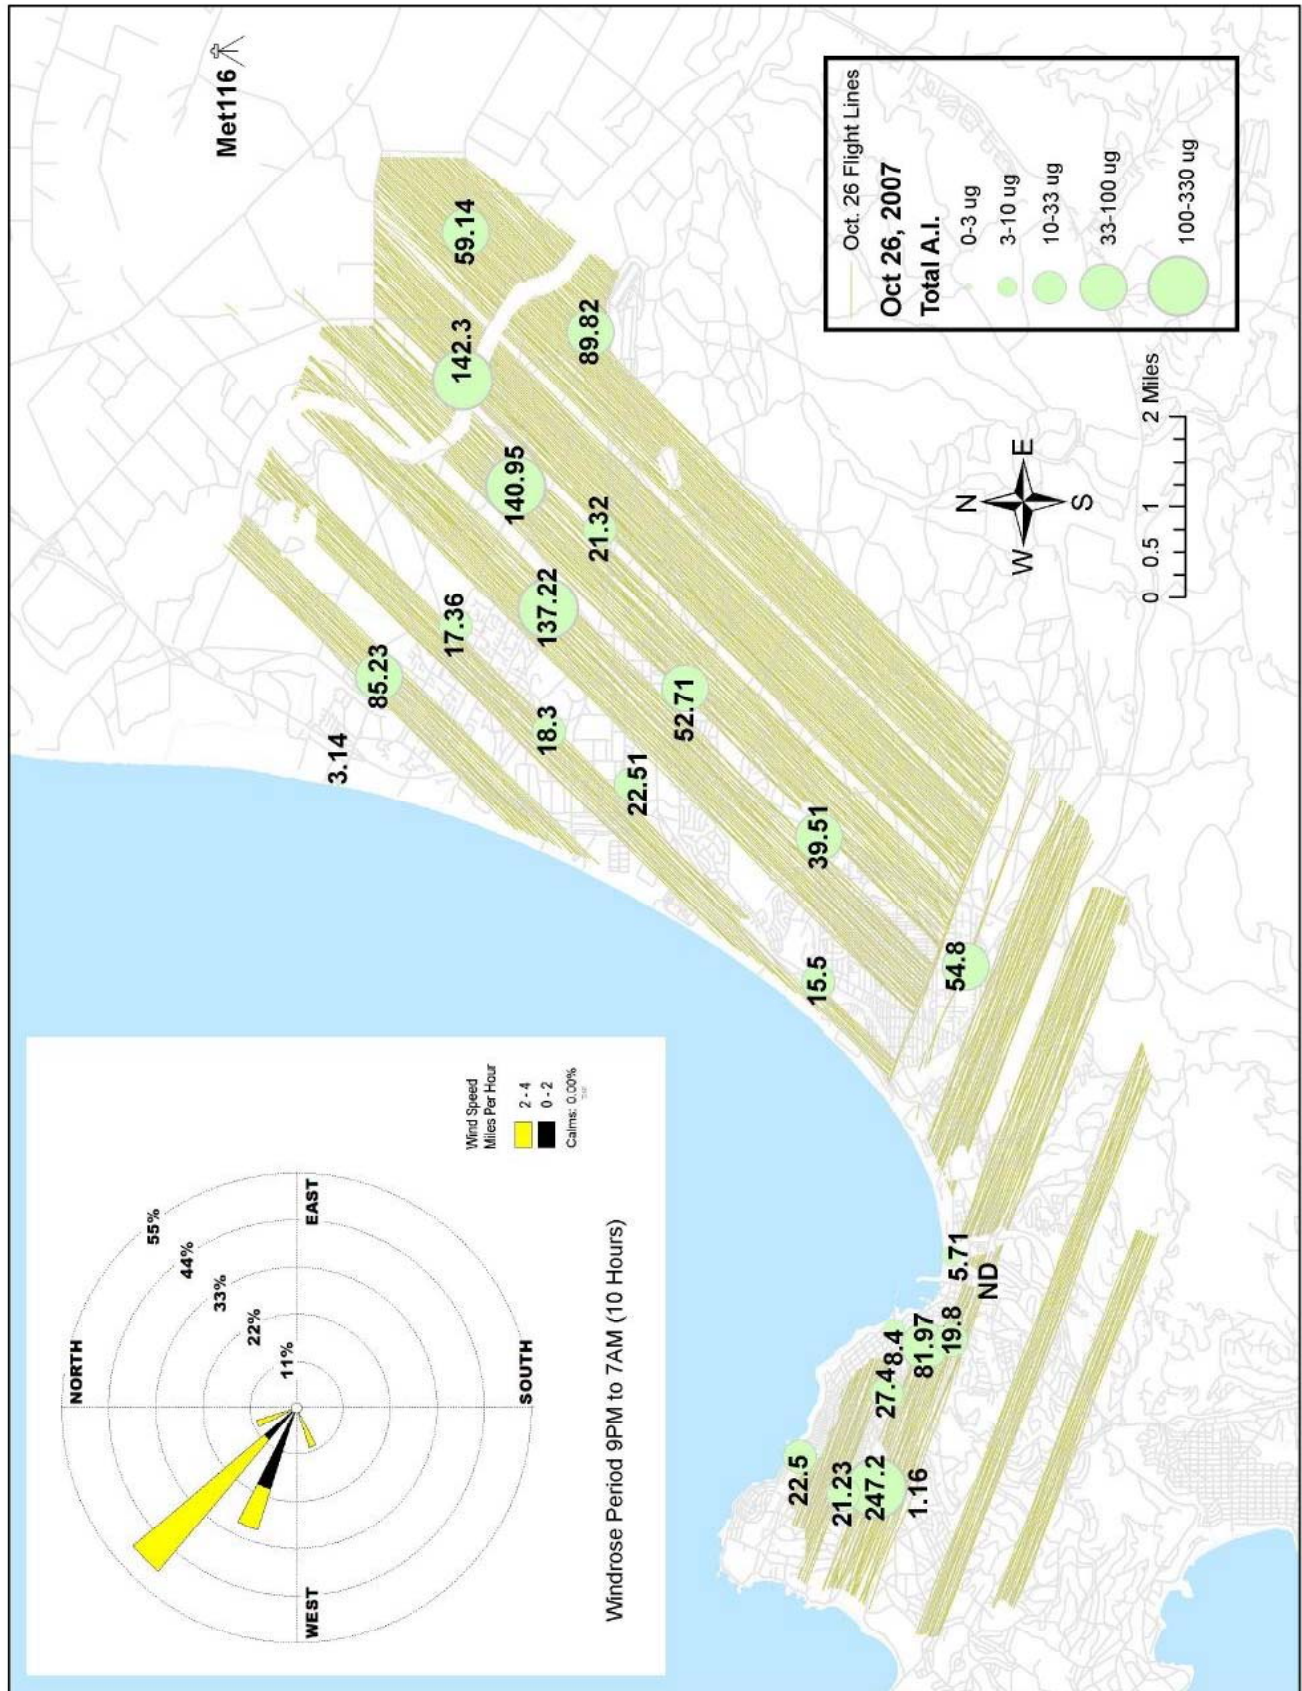 Met116
59.14
142.3
89.82
140.95
21.32
137.22
17.36
85.23
3.14
18.3
22.51
52.71
39.51
15.5
54.8
5.71
ND
19.8
81.97
8.4
27.4
22.5
21.23
247.2
1.16
NORTH
EAST
SOUTH
WEST
11%
22%
33%
44%
55%
Wind Speed
Miles Per Hour
2 - 4
0 - 2
Calms: 0.00%
Windrose Period 9PM to 7AM (10 Hours)
N
W
E
S
0 0.5 1 2 Miles
Oct. 26 Flight Lines
Oct 26, 2007
Total A.I.
0-3 ug
3-10 ug
10-33 ug
33-100 ug
100-330 ug